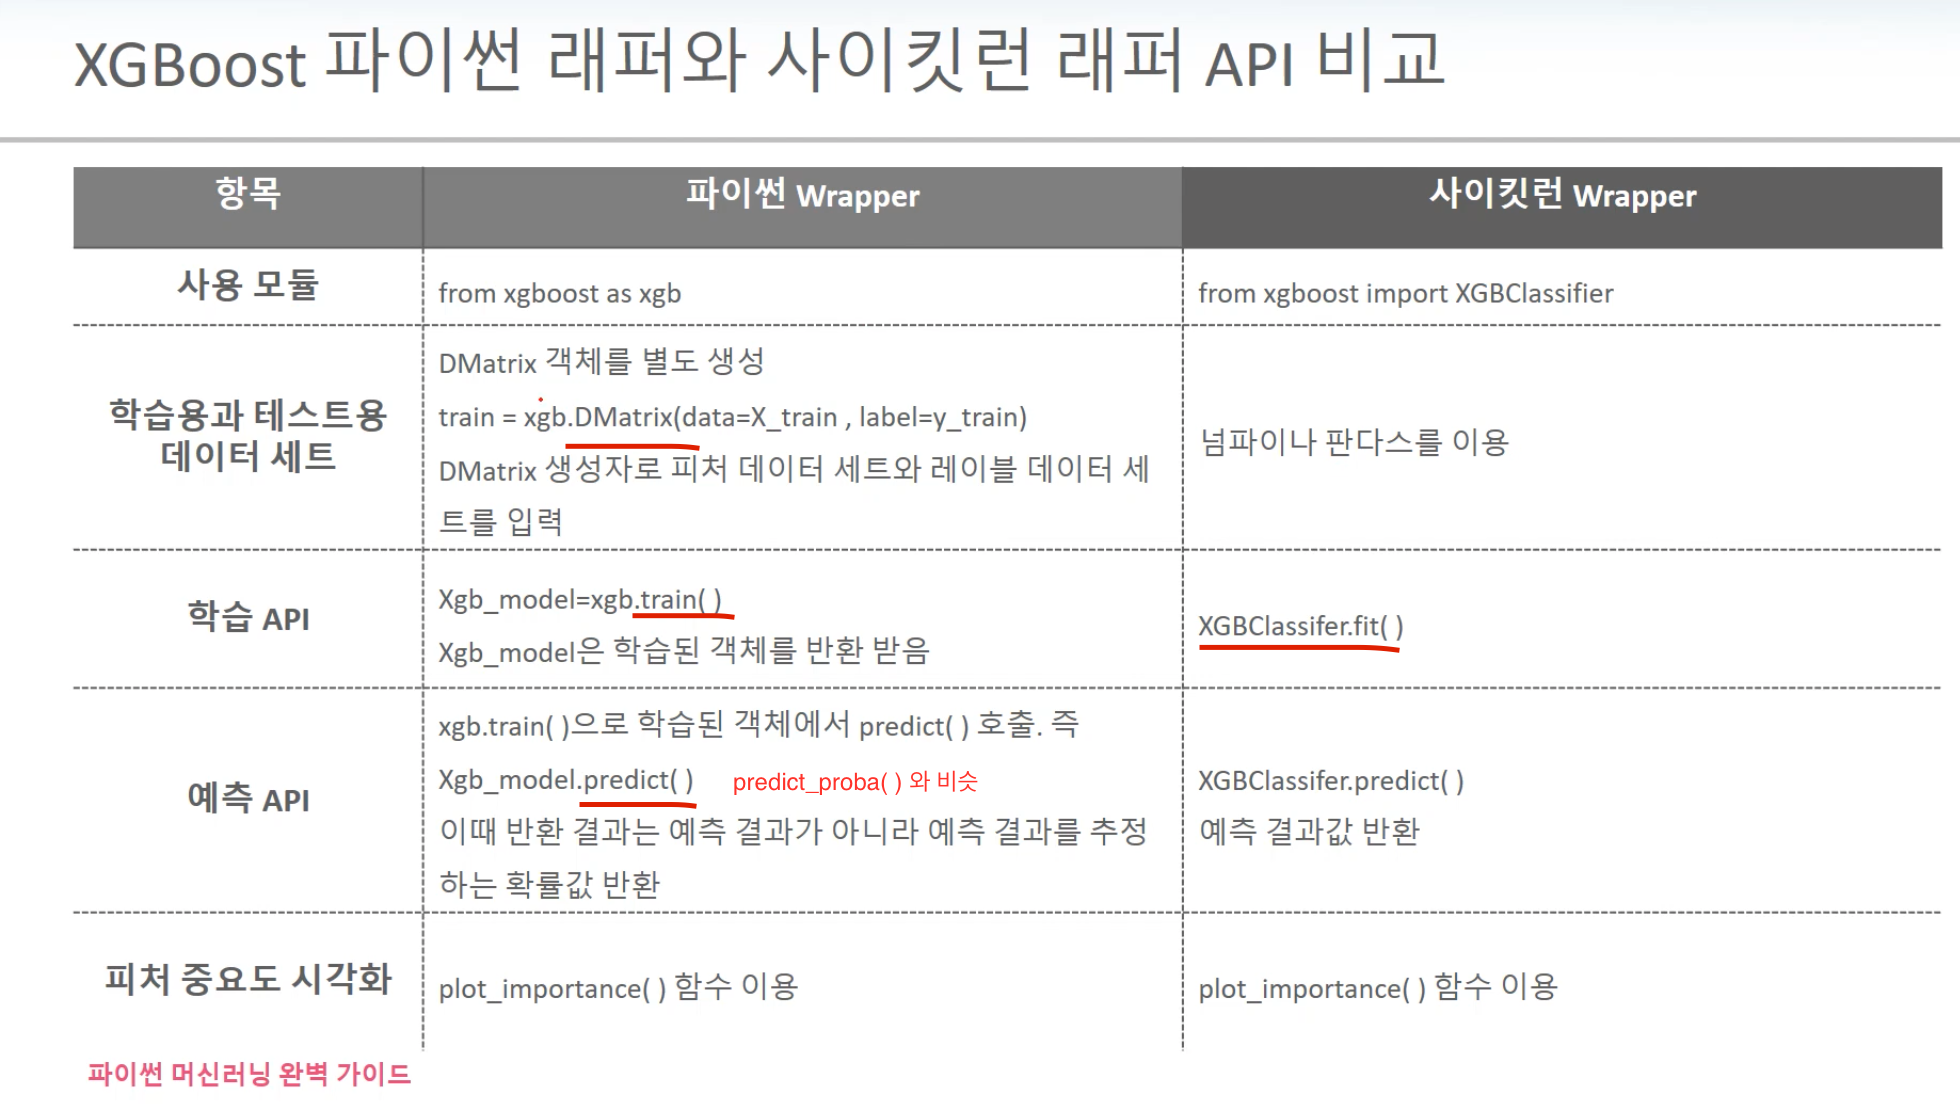 XGBoost 파이썬 래퍼와 사이킷런 래퍼 API 비교
항목
파이썬 Wrapper
사이킷런 Wrapper
사용 모듈
from xgboost as xgb
from xgboost import XGBClassifier
학습용과 테스트용
데이터 세트
DMatrix 객체를 별도 생성
train = xgb.DMatrix(data=X_train , label=y_train)
DMatrix 생성자로 피처 데이터 세트와 레이블 데이터 세
트를 입력
넘파이나 판다스를 이용
학습 API
Xgb_model=xgb.train( )
Xgb_model은 학습된 객체를 반환 받음
XGBClassifer.fit( )
예측 API
xgb.train( )으로 학습된 객체에서 predict( ) 호출. 즉
Xgb_model.predict( ) predict_proba( ) 와 비슷
이때 반환 결과는 예측 결과가 아니라 예측 결과를 추정
하는 확률값 반환
XGBClassifer.predict( )
예측 결과값 반환
피처 중요도 시각화
plot_importance( ) 함수 이용
plot_importance( ) 함수 이용
파이썬 머신러닝 완벽 가이드